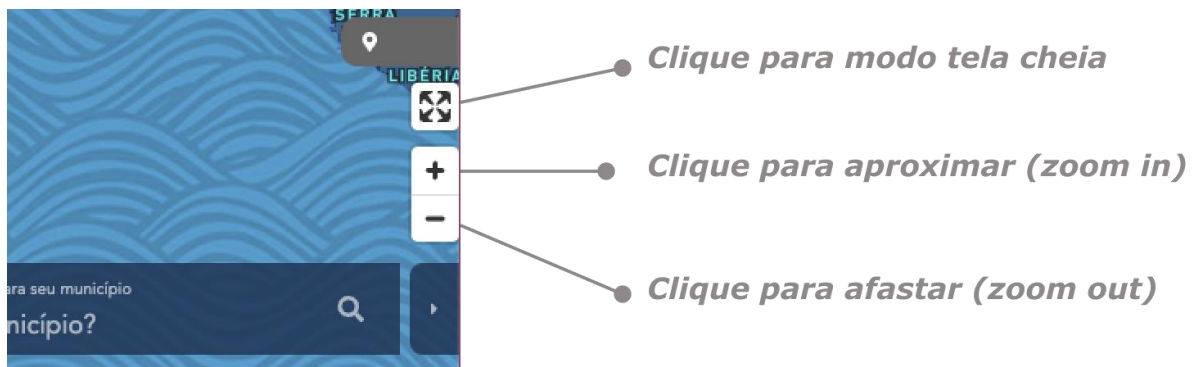 SERRA
LIBÉRIA
Clique para modo tela cheia
Clique para aproximar (zoom in)
Clique para afastar (zoom out)
ara seu município
nicípio?